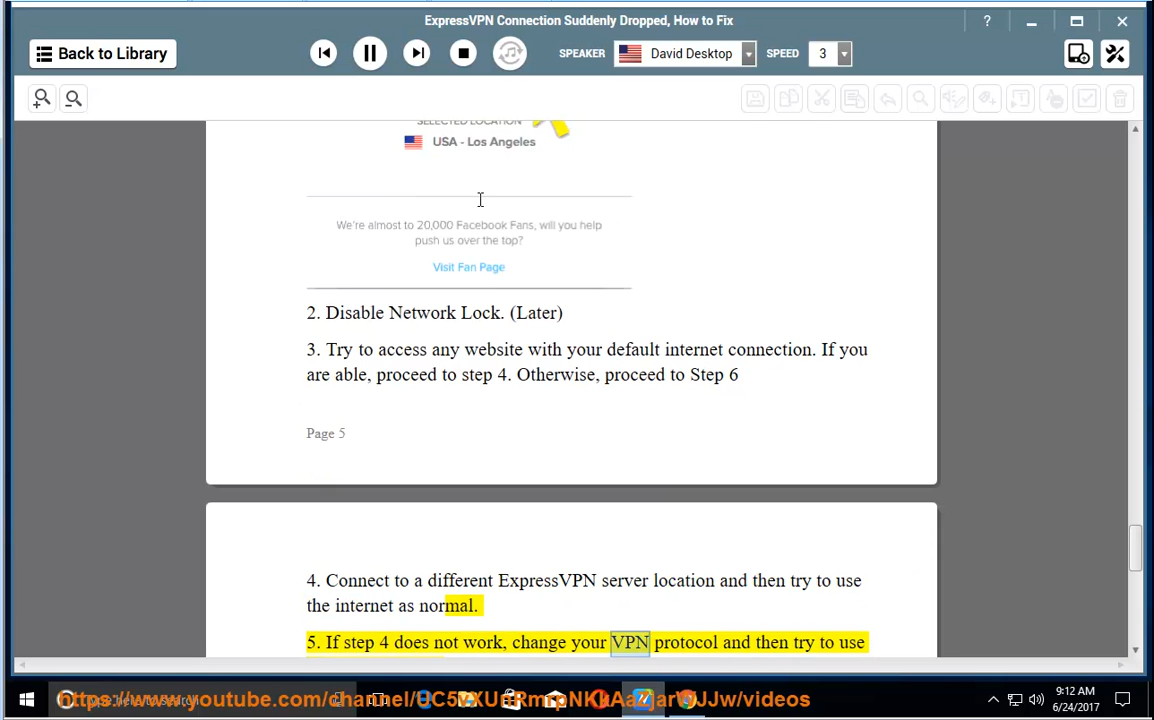 ExpressVPN Connection Suddenly Dropped, How to Fix
?
Back to Library
SPEAKER David Desktop SPEED 3
SELECTED LOCATION
USA - Los Angeles
We're almost to 20,000 Facebook Fans, will you help
push us over the top?
Visit Fan Page
2. Disable Network Lock. (Later)
3. Try to access any website with your default internet connection. If you
are able, proceed to step 4. Otherwise, proceed to Step 6
Page 5
4. Connect to a different ExpressVPN server location and then try to use
the internet as normal.
5. If step 4 does not work, change your VPN protocol and then try to use
9:12 AM
6/24/2017